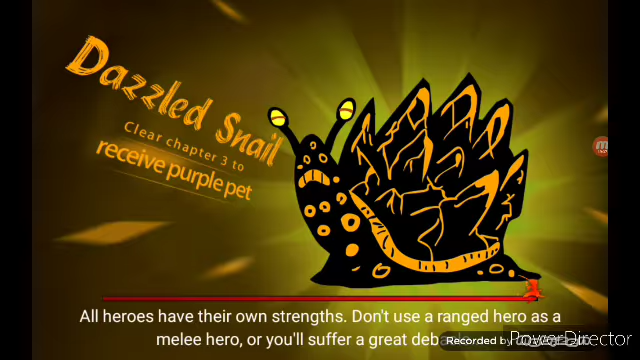 Dazzled Snail
Clear chapter 3 to
receive purple pet
All heroes have their own strengths. Don't use a ranged hero as a
melee hero, or you'll suffer a great
Recorded by
PowerDirector